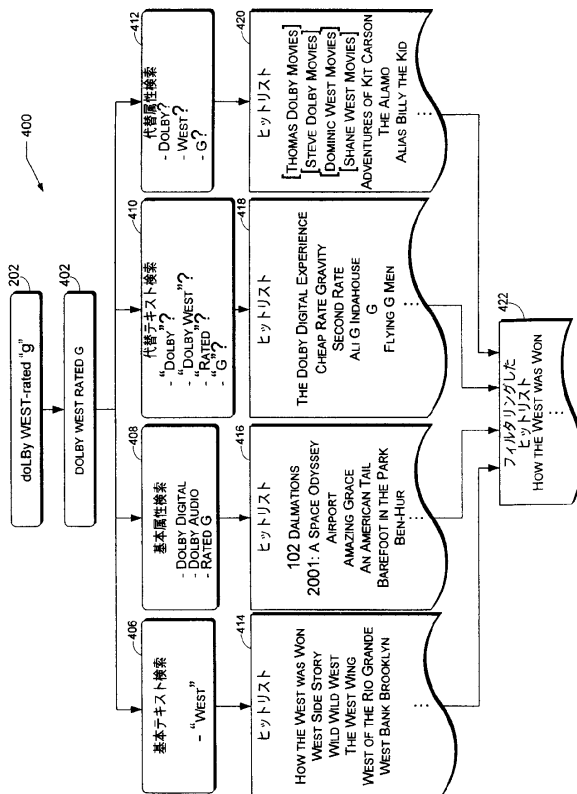 400
202
doLBy WEST-rated "g"
402
DOLBY WEST RATED G
406
基本テキスト検索
- "WEST"
408
基本属性検索
- DOLBY DIGITAL
- DOLBY AUDIO
- RATED G
410
代替テキスト検索
- "DOLBY"?
- "DOLBY WEST"?
- "RATED"?
- "G"?
412
代替属性検索
- DOLBY?
- WEST?
- G?
414
ヒットリスト
HOW THE WEST WAS WON
WEST SIDE STORY
WILD WILD WEST
THE WEST WING
WEST OF THE RIO GRANDE
WEST BANK BROOKLYN
⋮
416
ヒットリスト
102 DALMATIONS
2001: A SPACE ODYSSEY
AIRPORT
AMAZING GRACE
AN AMERICAN TAIL
BAREFOOT IN THE PARK
BEN-HUR
⋮
418
ヒットリスト
THE DOLBY DIGITAL EXPERIENCE
CHEAP RATE GRAVITY
SECOND RATE
ALI G INDAHOUSE
G
FLYING G MEN
⋮
420
ヒットリスト
[THOMAS DOLBY MOVIES]
[STEVE DOLBY MOVIES]
[DOMINIC WEST MOVIES]
[SHANE WEST MOVIES]
ADVENTURES OF KIT CARSON
THE ALAMO
ALIAS BILLY THE KID
⋮
422
フィルタリングした
ヒットリスト
HOW THE WEST WAS WON
⋮